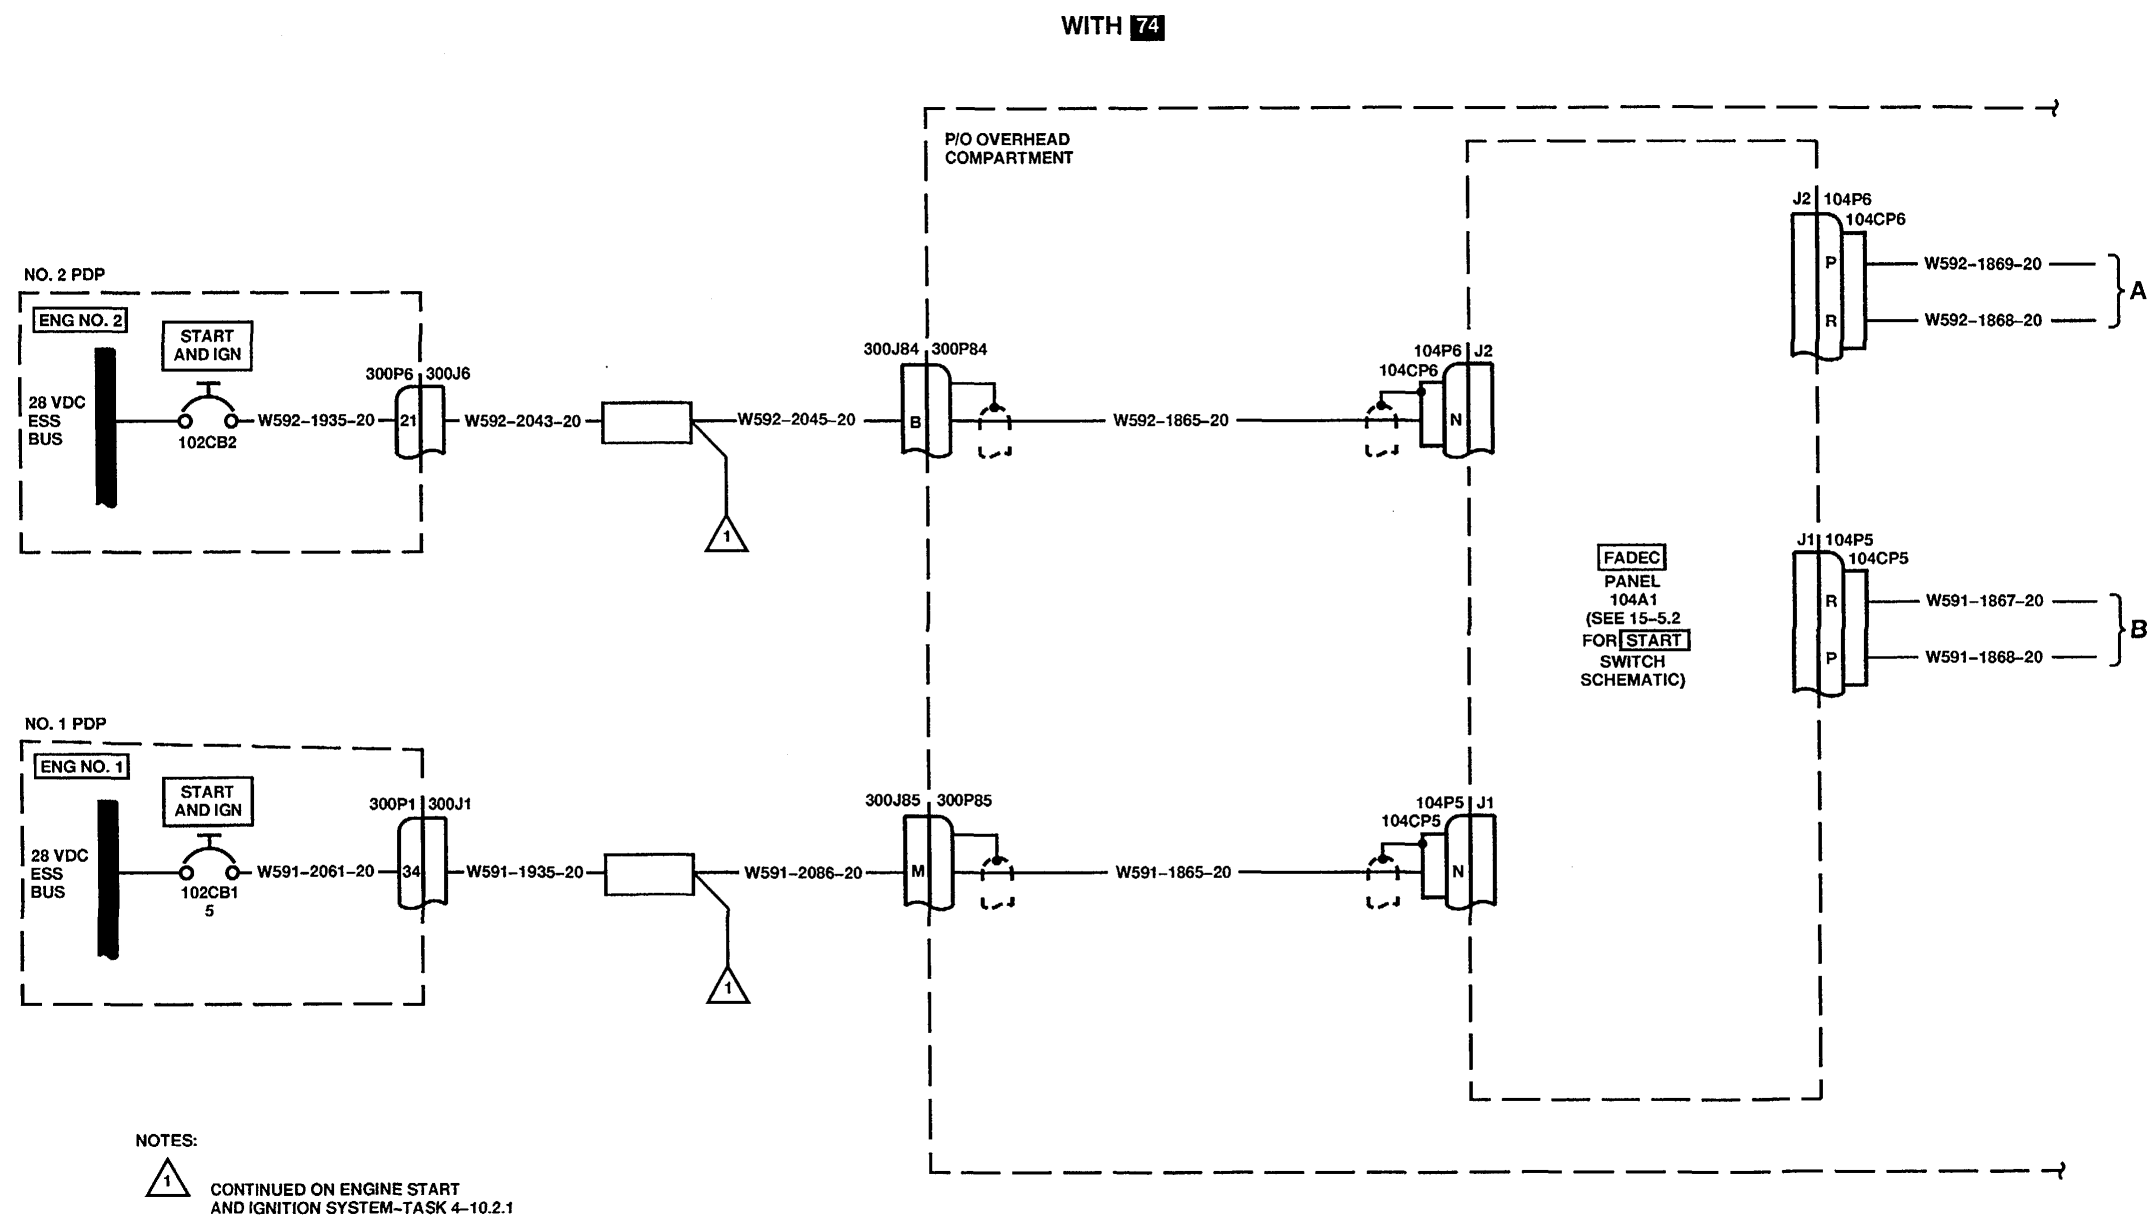 WITH 74
P/O OVERHEAD
COMPARTMENT
J2 104P6
104CP6
P W592-1869-20
A
R W592-1868-20
NO. 2 PDP
ENG NO. 2
START
AND IGN
28 VDC
ESS
BUS
102CB2
W592-1935-20
300P6 300J6
21
W592-2043-20
W592-2045-20
1
300J84 300P84
B
W592-1865-20
104P6 J2
104CP6
N
J1 104P5
104CP5
R W591-1867-20
B
P W591-1868-20
FADEC
PANEL
104A1
(SEE 15-5.2
FOR START
SWITCH
SCHEMATIC)
NO. 1 PDP
ENG NO. 1
START
AND IGN
28 VDC
ESS
BUS
102CB1
5
W591-2061-20
300P1 300J1
34
W591-1935-20
W591-2086-20
1
300J85 300P85
M
W591-1865-20
104P5 J1
104CP5
N
NOTES:
1
CONTINUED ON ENGINE START
AND IGNITION SYSTEM-TASK 4-10.2.1